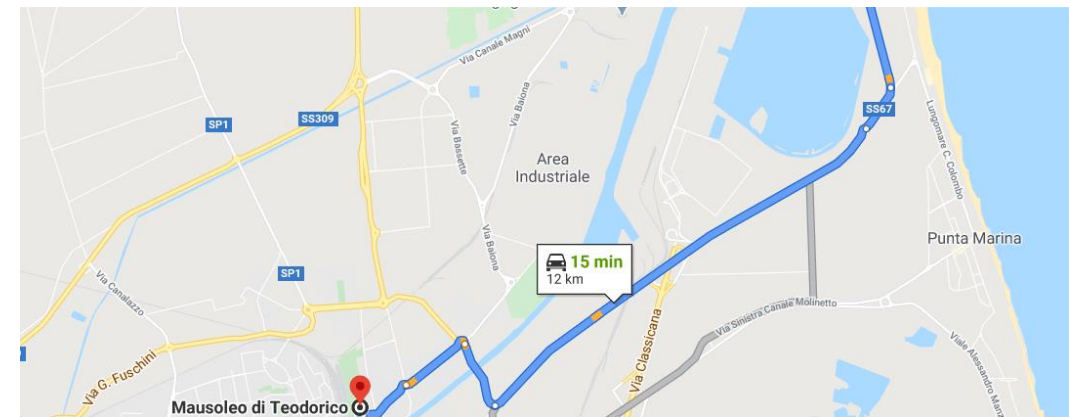 Via Canale Magni
SS309
SP1
Via Baiona
Via Bassette
SS67
Lungomare C. Colombo
Area
Industriale
Punta Marina
Via Baiona
15 min
12 km
SP1
Via Canalazzo
Via Sinistra Canale Molinetto
Via Classicana
Viale Alessandro Manz
Via G. Fuschini
Mausoleo di Teodorico